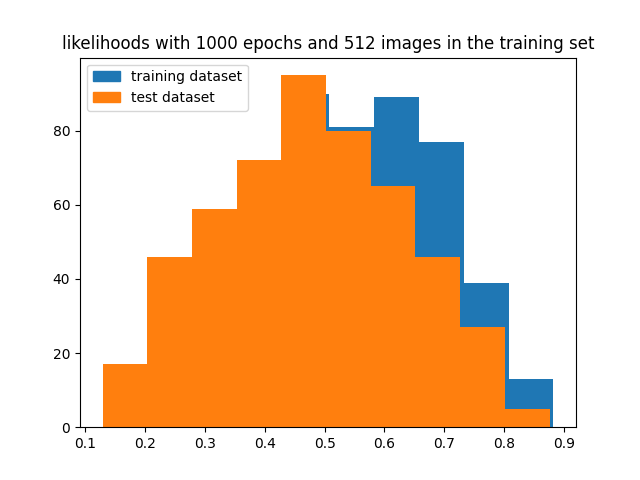 likelihoods with 1000 epochs and 512 images in the training set
training dataset
test dataset
80
60
40
20
0
0.1 0.2 0.3 0.4 0.5 0.6 0.7 0.8 0.9